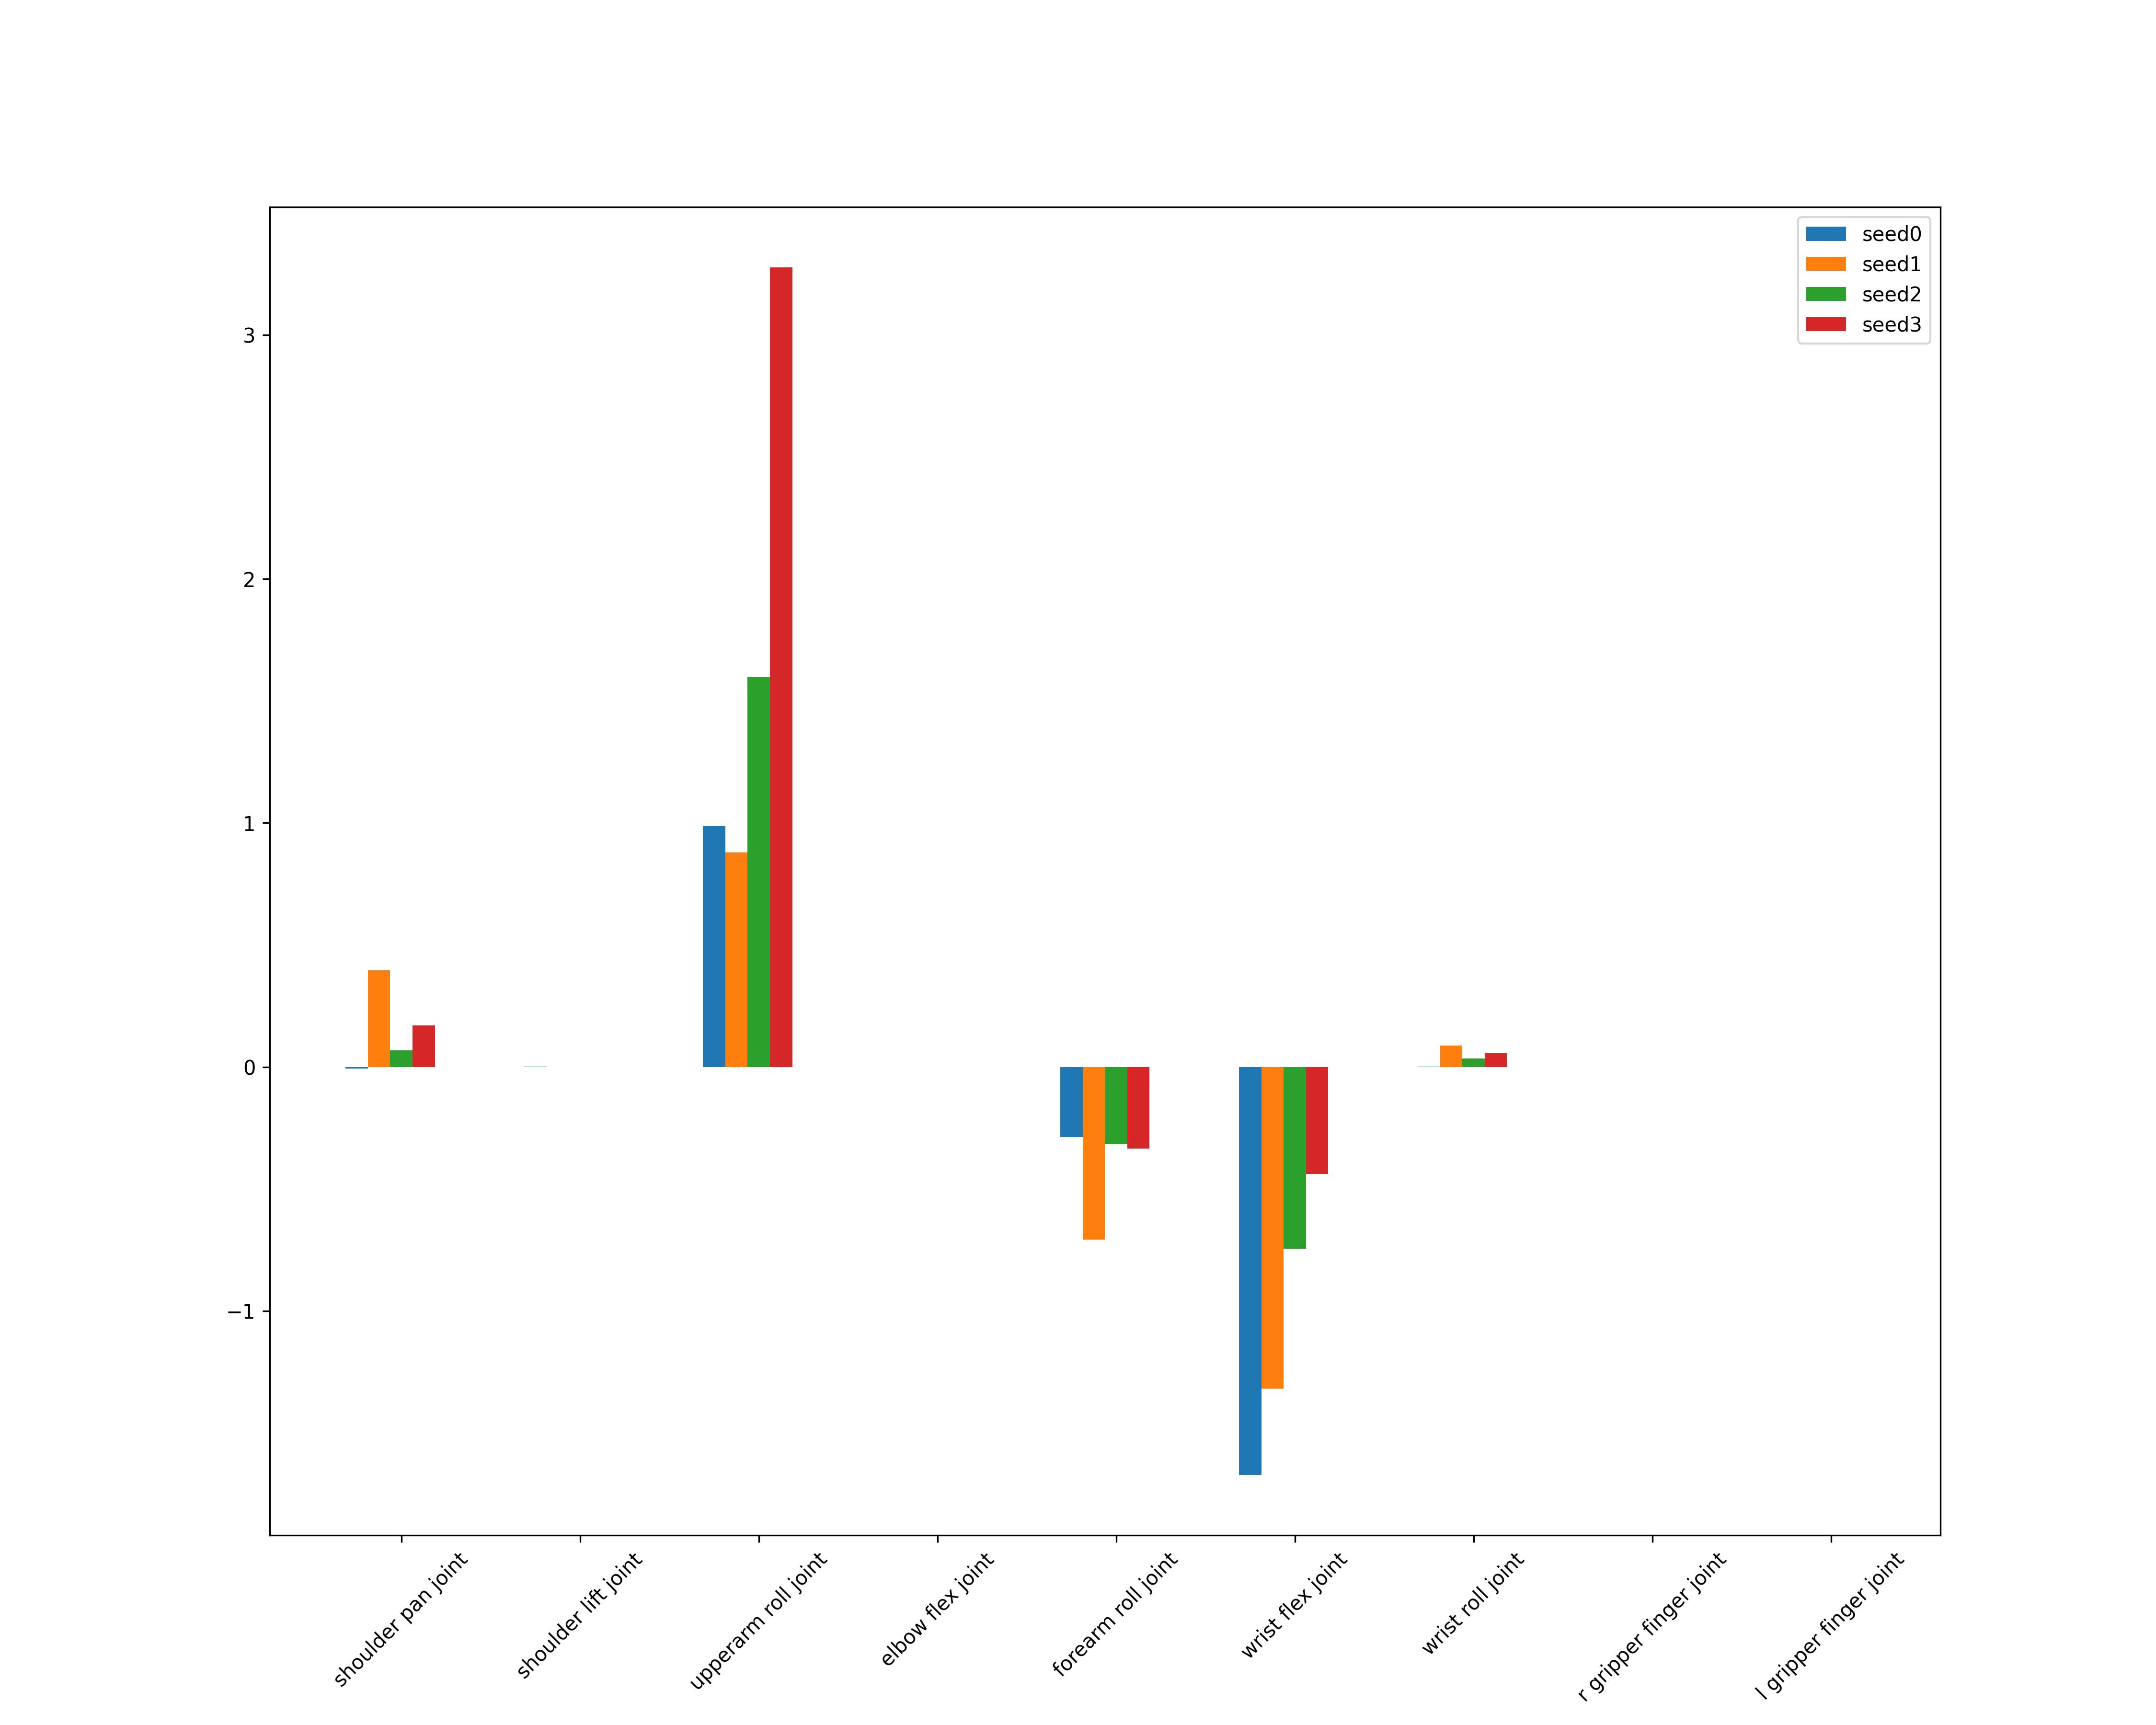 seed0
seed1
seed2
seed3
3
2
1
0
−1
shoulder pan joint
shoulder lift joint
upperarm roll joint
elbow flex joint
forearm roll joint
wrist flex joint
wrist roll joint
r gripper finger joint
l gripper finger joint